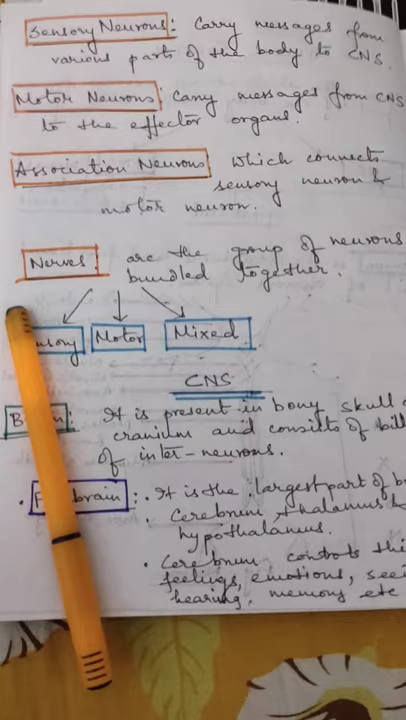 Sensory Neurons: Carry messages from
various parts of the body to CNS.
Motor Neurons: carry messages from CNS
to the effector organs.
Association Neurons which connects
sensory neuron &
motor neuron.
Nerves: are the group of neurons
bundled together.
Motor Mixed
CNS
It is present in bony skull
cranium and consists of
of inter-neurons.
• : • It is the largest part of
• Cerebrum, thalamus &
hypothalamus.
• Cerebrum controls
feelings, emotions,
hearing, memory etc